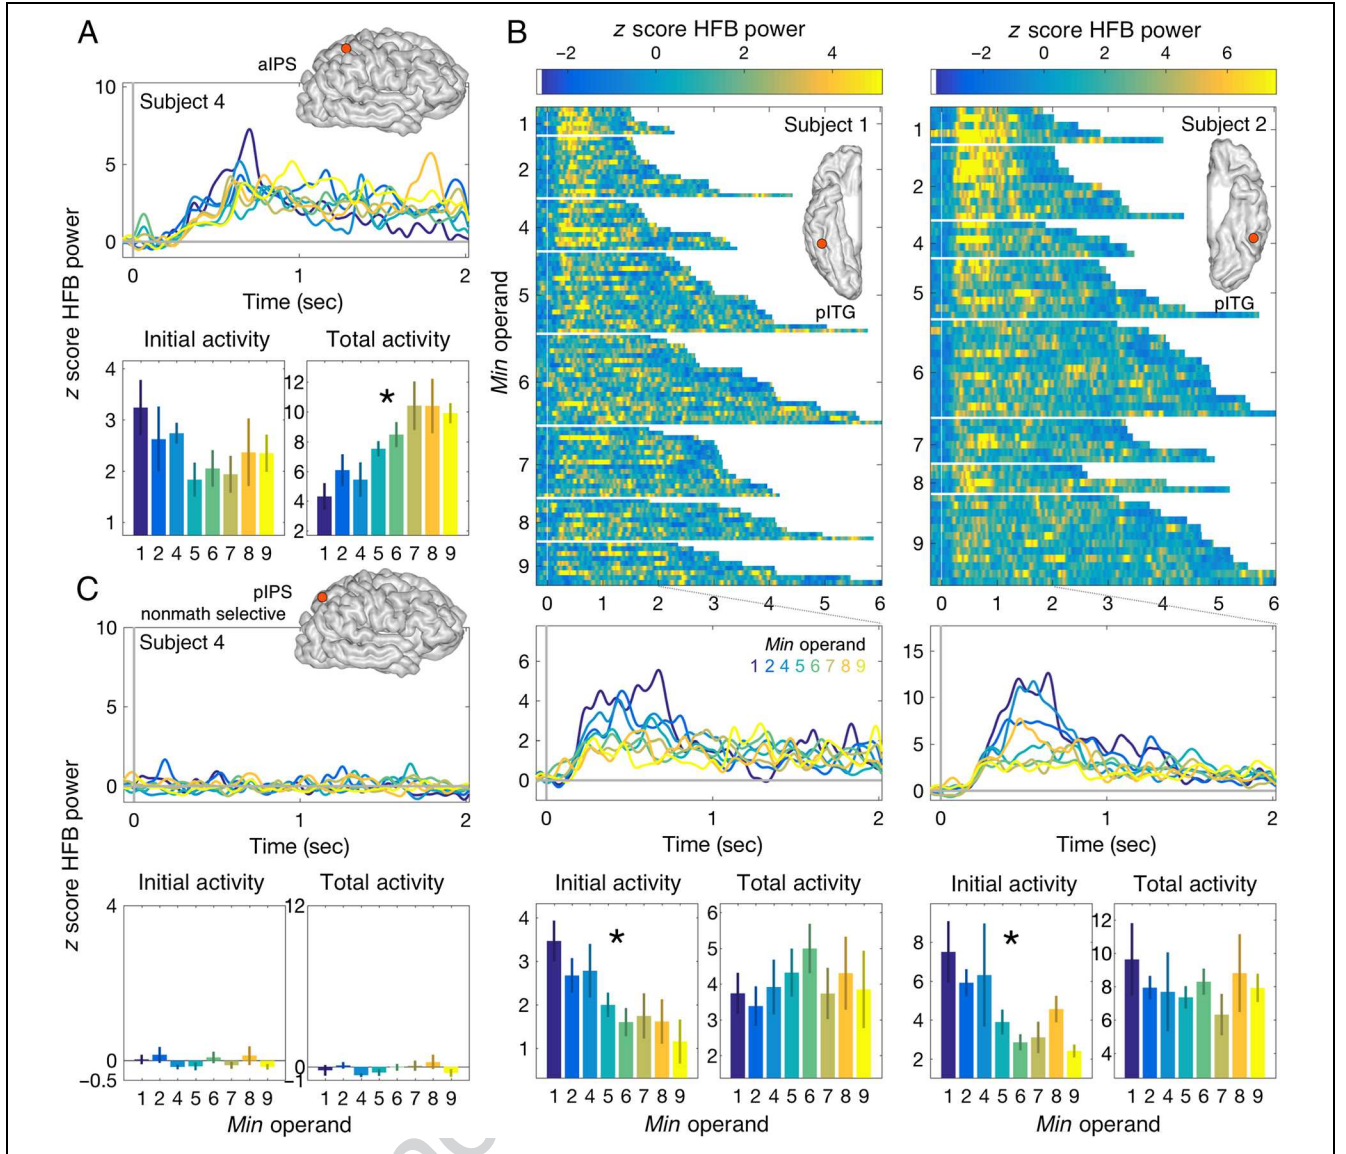 A
aIPS
Subject 4
10
5
0
0 1 2
Time (sec)
z score HFB power
Initial activity
4
3
2
1
1 2 4 5 6 7 8 9
Total activity
*
12
10
8
6
4
2
1 2 4 5 6 7 8 9
B
z score HFB power
−2 0 2 4
Subject 1
pITG
Min operand
1
2
4
5
6
7
8
9
0 1 2 3 4 5 6
z score HFB power
−2 0 2 4 6
Subject 2
pITG
1
2
4
5
6
7
8
9
0 1 2 3 4 5 6
Min operand
1 2 4 5 6 7 8 9
6
4
2
0
0 1 2
Time (sec)
15
10
5
0
0 1 2
Time (sec)
Initial activity
*
4
3
2
1
1 2 4 5 6 7 8 9
Total activity
6
5
4
3
2
1 2 4 5 6 7 8 9
Min operand
Initial activity
*
8
6
4
2
1 2 4 5 6 7 8 9
Total activity
12
10
8
6
4
1 2 4 5 6 7 8 9
Min operand
C
pIPS
nonmath selective
Subject 4
10
5
0
0 1 2
Time (sec)
z score HFB power
Initial activity
4
0
−0.5
1 2 4 5 6 7 8 9
Total activity
12
0
−1
1 2 4 5 6 7 8 9
Min operand